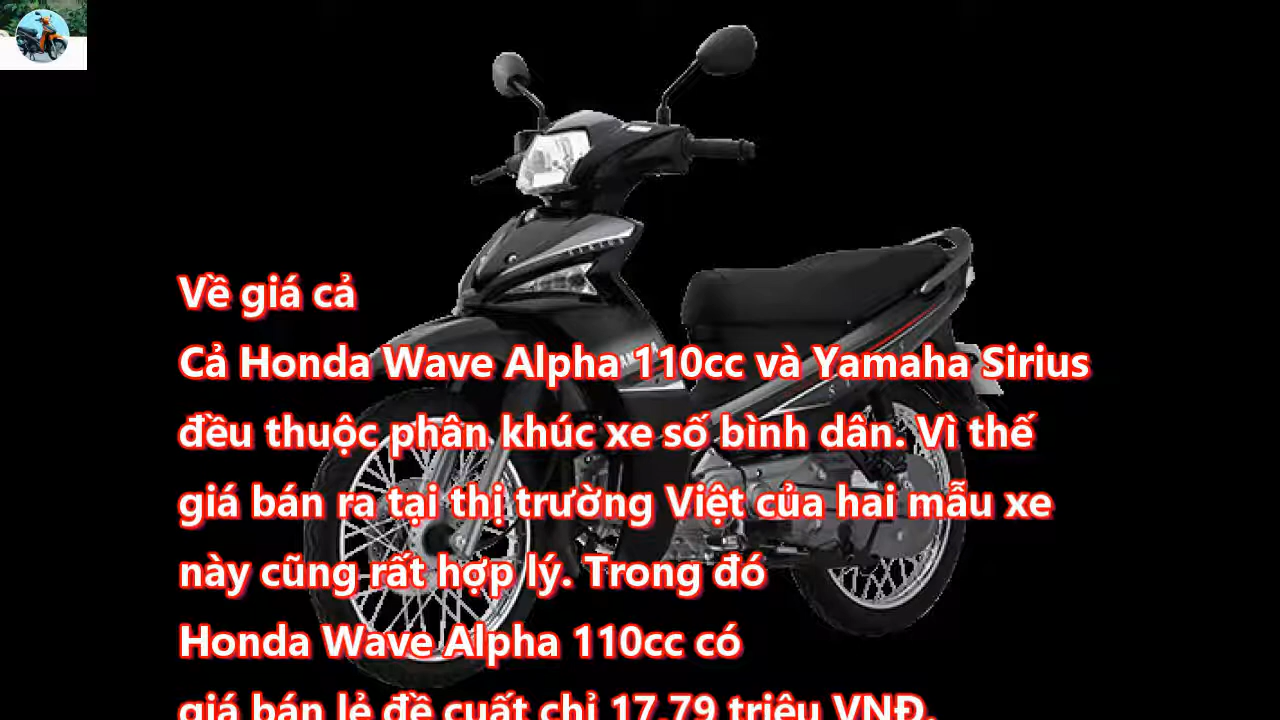 Về giá cả
SIRIUS
Cả Honda Wave Alpha 110cc và Yamaha Sirius
đều thuộc phân khúc xe số bình dân. Vì thế
giá bán ra tại thị trường Việt của hai mẫu xe
này cũng rất hợp lý. Trong đó
Honda Wave Alpha 110cc có
giá bán lẻ đề cuất chỉ 17,79 triệu VNĐ.